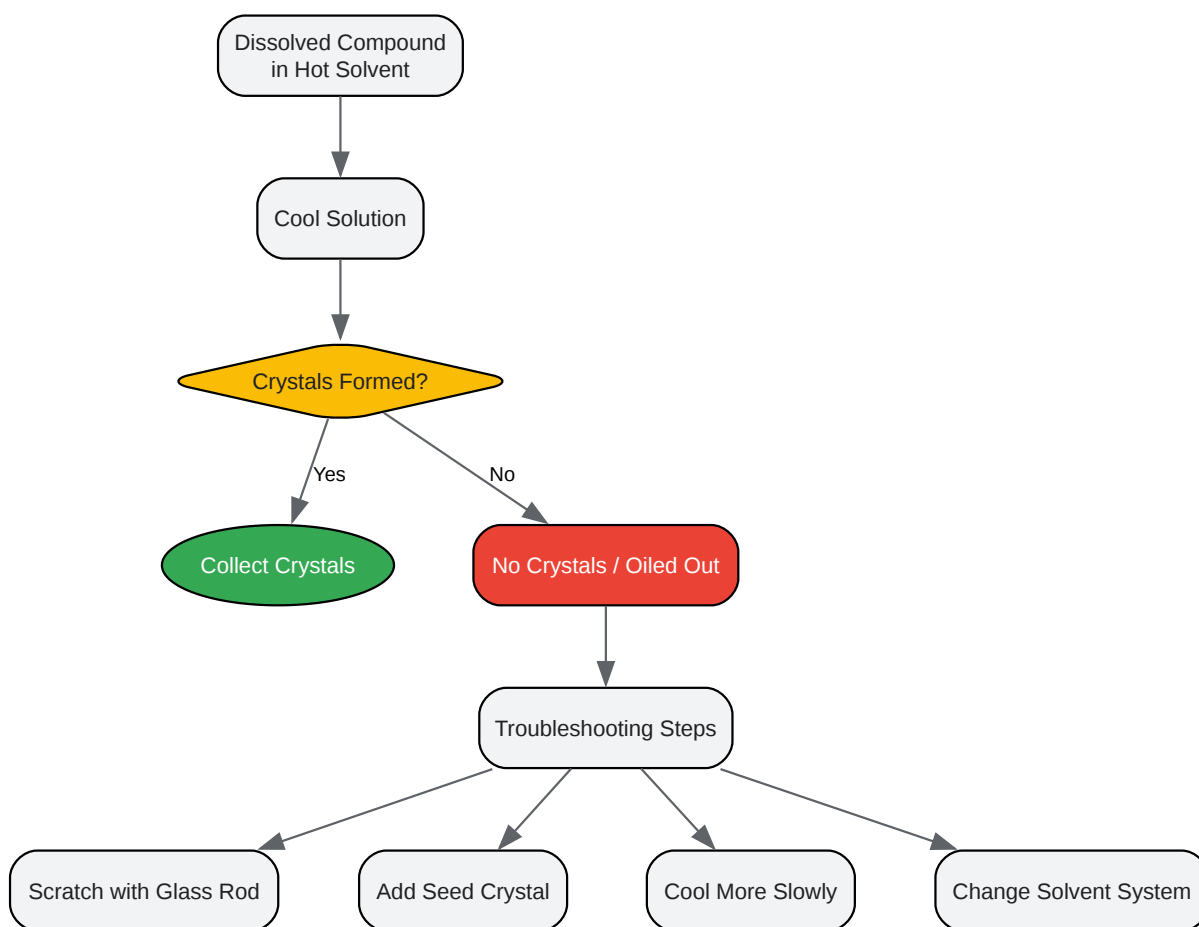 Dissolved Compound
in Hot Solvent
Cool Solution
Crystals Formed?
Yes
No
Collect Crystals
No Crystals / Oiled Out
Troubleshooting Steps
Scratch with Glass Rod
Add Seed Crystal
Cool More Slowly
Change Solvent System